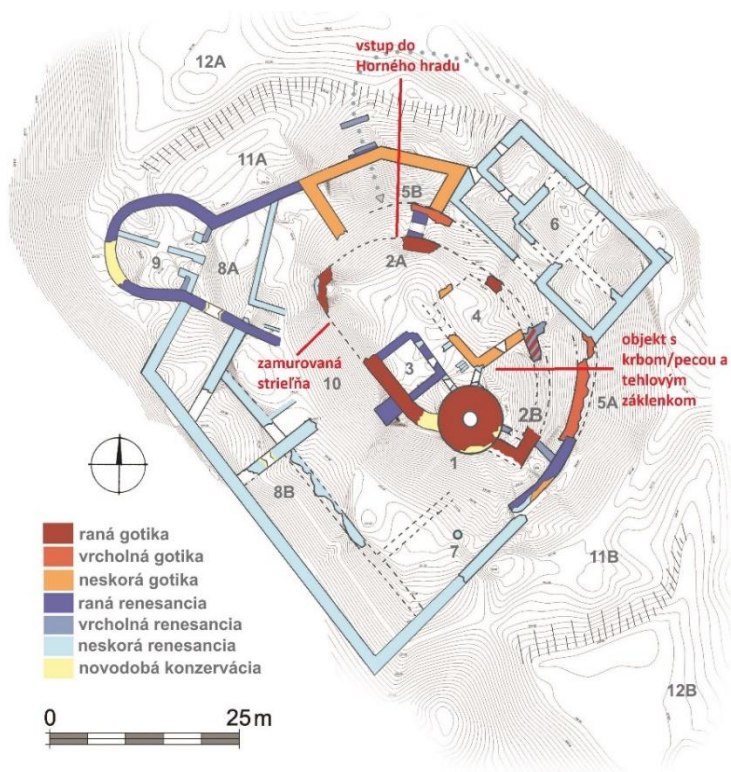 vstup do
Horného hradu
12A
11A
5B
6
2A
9
8A
4
zamurovaná
strieľňa
objekt s
krbom/pecou a
tehlovým
záklenkom
10
3
5A
2B
1
8B
7
11B
12B
raná gotika
vrcholná gotika
neskorá gotika
raná renesancia
vrcholná renesancia
neskorá renesancia
novodobá konzervácia
0
25m